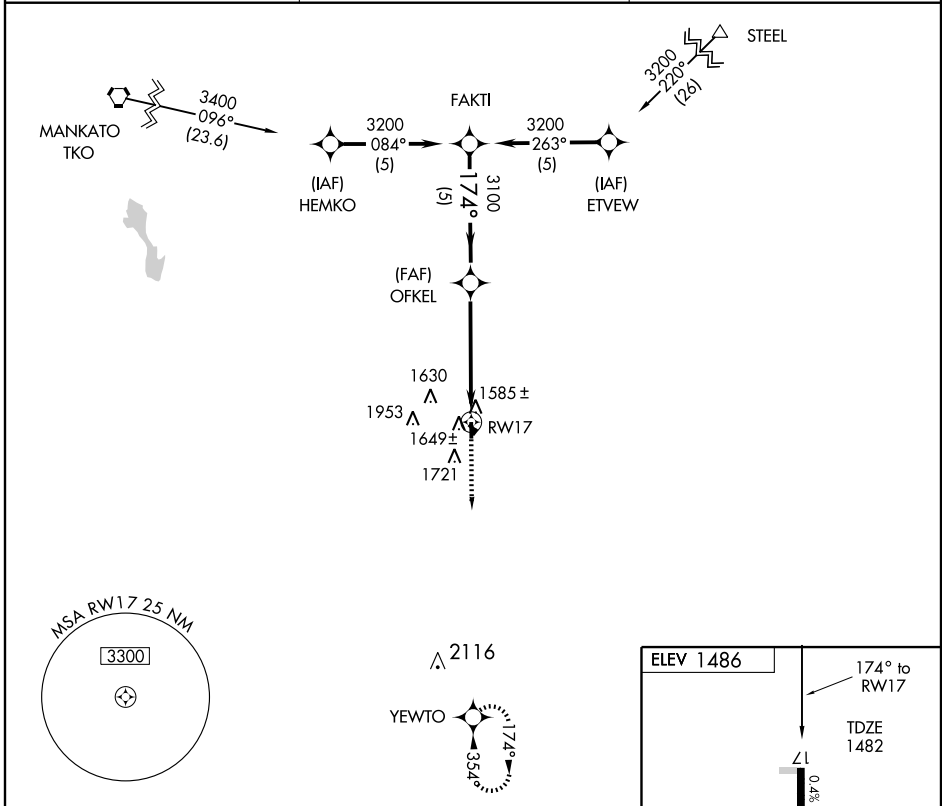 STEEL
3200
220°
(26)
3400
096°
(23.6)
MANKATO
TKO
FAKTI
3200
084°
(5)
3200
263°
(5)
(IAF)
HEMKO
(IAF)
ETVEW
3100
174°
(5)
(FAF)
OFKEL
1630
1585 ±
1953
1649±
RW17
1721
MSA RW17 25 NM
3300
2116
YEWTO
174°
354°
ELEV 1486
174° to
RW17
TDZE
1482
17
0.4%